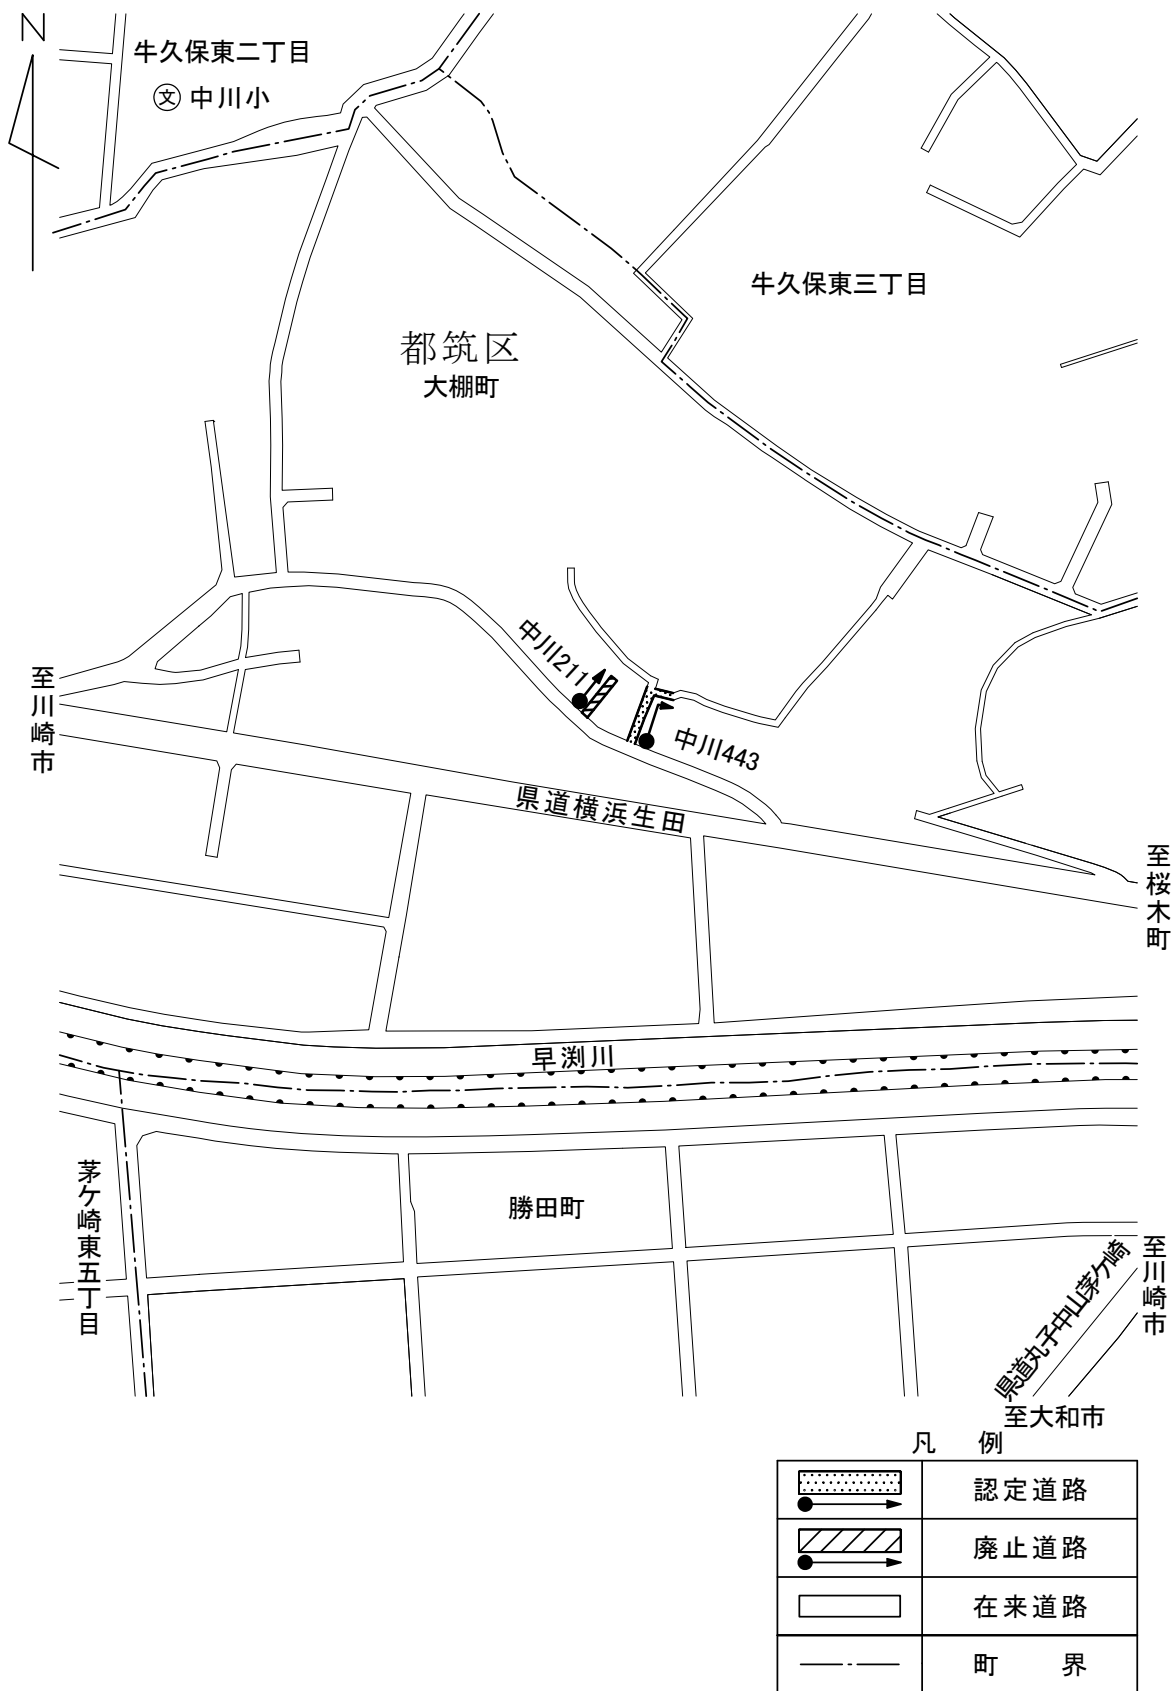 N
牛久保東二丁目
文 中川小
牛久保東三丁目
都筑区
大棚町
中川211
中川443
至川崎市
県道横浜生田
至桜木町
早渕川
茅ケ崎東五丁目
勝田町
県道丸子中山茅ケ崎
至川崎市
至大和市
凡 例
認定道路
廃止道路
在来道路
町 界